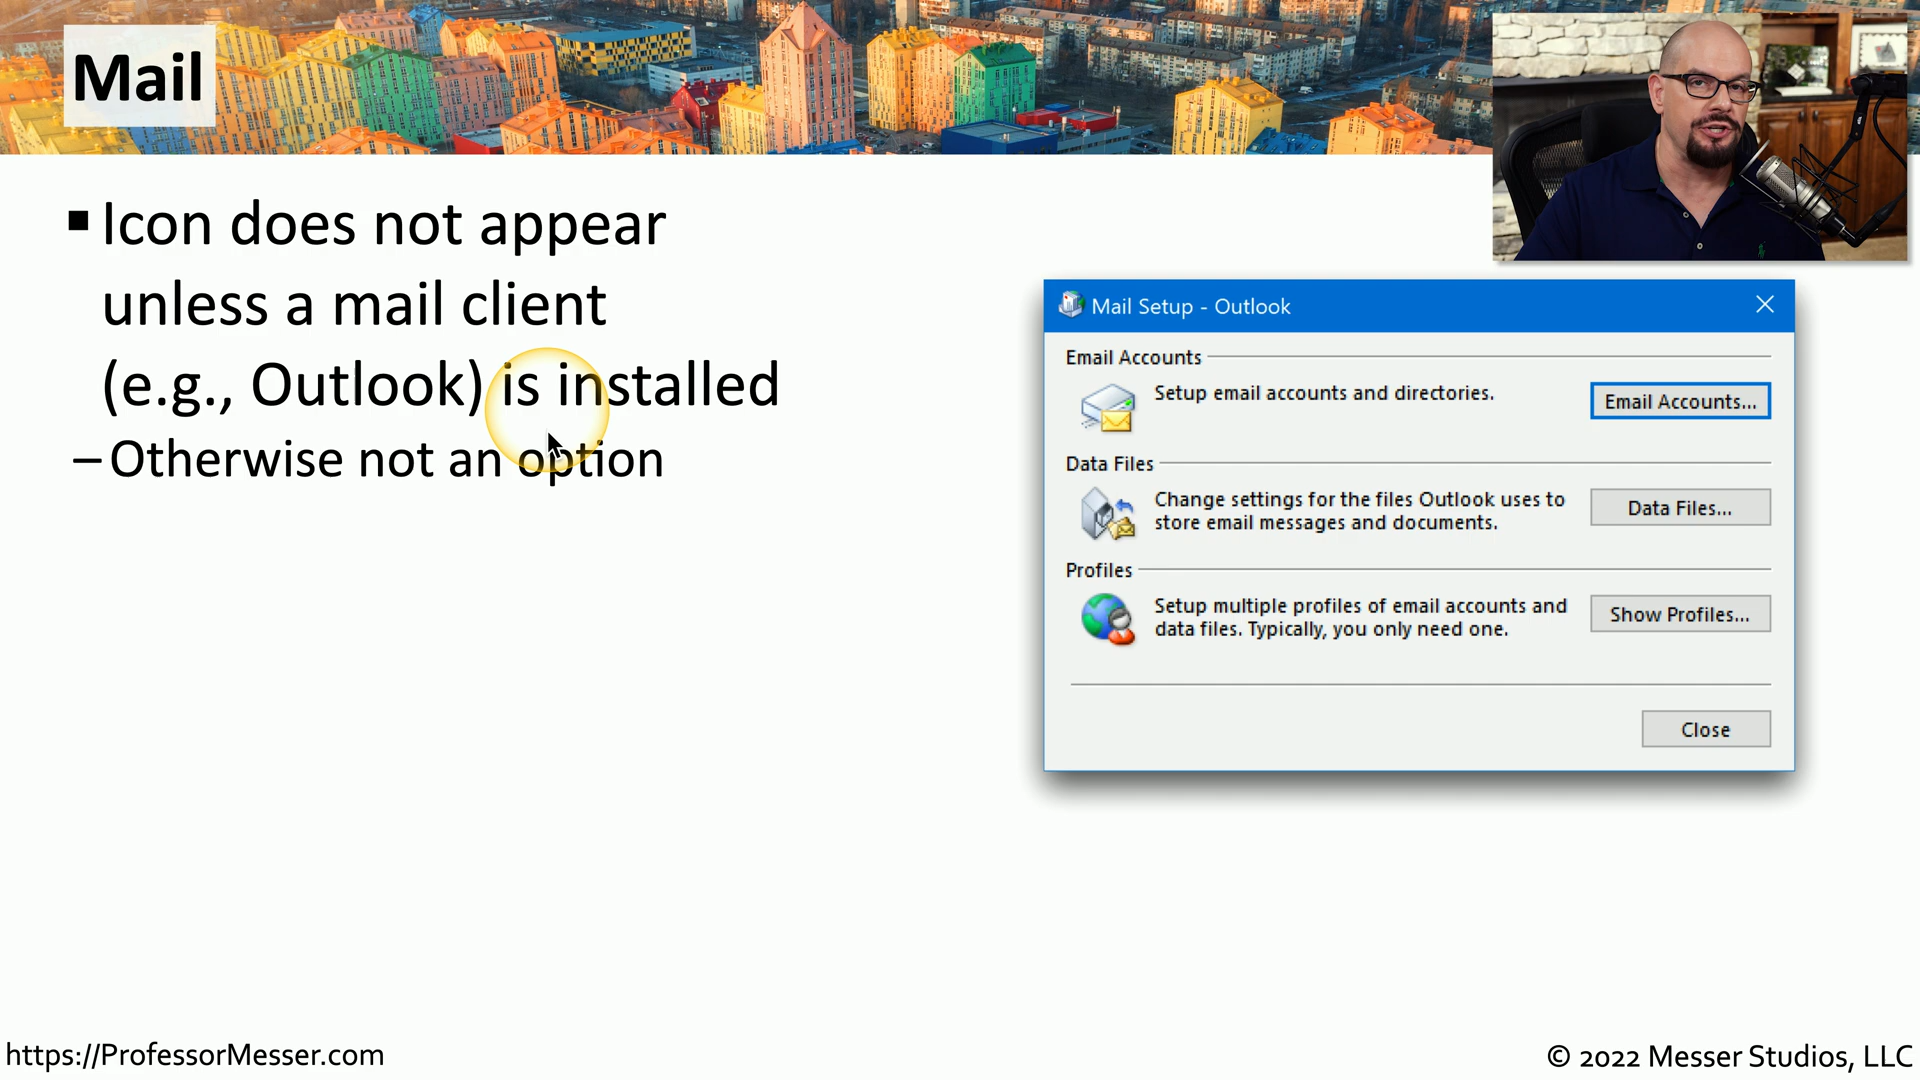 Mail
▪ Icon does not appear
unless a mail client
(e.g., Outlook) is installed
– Otherwise not an option
Mail Setup - Outlook
Email Accounts
Setup email accounts and directories.
Email Accounts...
Data Files
Change settings for the files Outlook uses to
store email messages and documents.
Data Files...
Profiles
Setup multiple profiles of email accounts and
data files. Typically, you only need one.
Show Profiles...
Close
https://ProfessorMesser.com
© 2022 Messer Studios, LLC